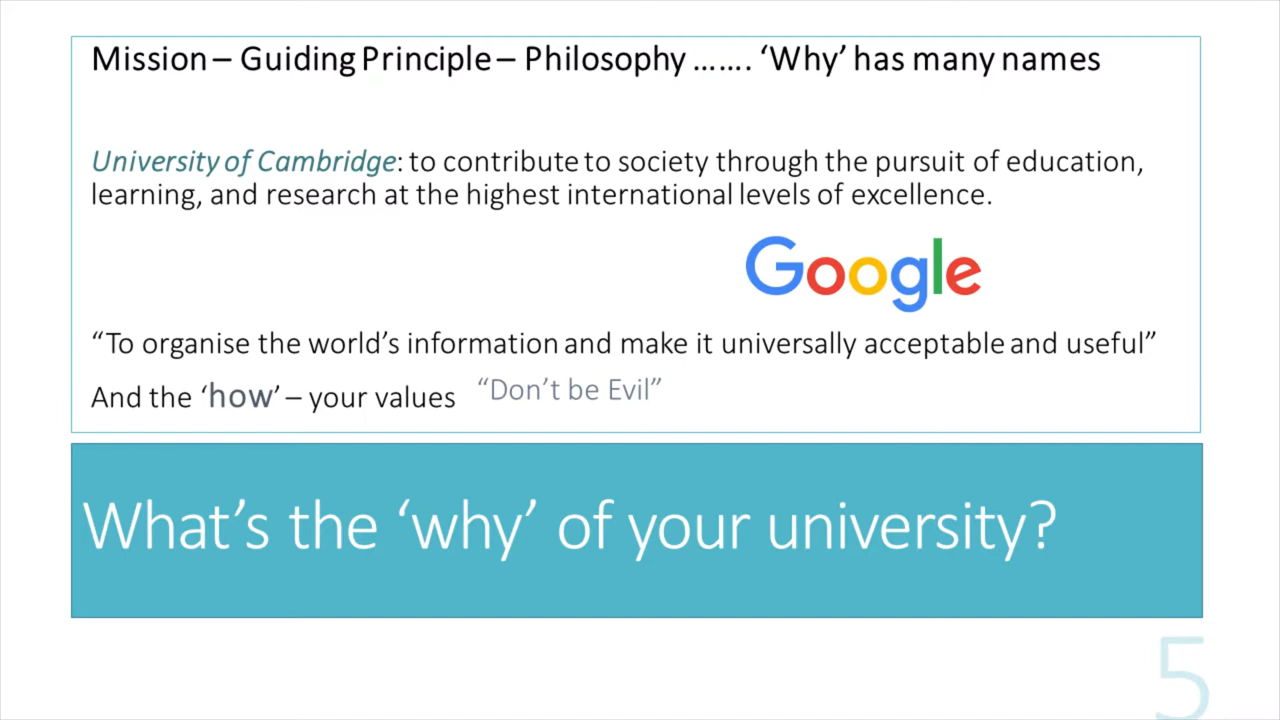 Mission – Guiding Principle – Philosophy ……. ‘Why’ has many names
University of Cambridge: to contribute to society through the pursuit of education,
learning, and research at the highest international levels of excellence.
Google
“To organise the world’s information and make it universally acceptable and useful”
And the ‘how’ – your values “Don’t be Evil”
What’s the ‘why’ of your university?
5